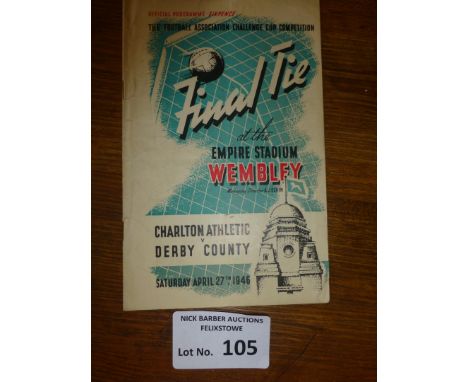 OFFICIAL PROGRAMME SIXPENCE
THE FOOTBALL ASSOCIATION CHALLENGE CUP COMPETITION
Final Tie
at the
EMPIRE STADIUM
WEMBLEY
CHARLTON ATHLETIC
V
DERBY COUNTY
SATURDAY APRIL 27TH 1946
NICK BARBER AUCTIONS
FELIXSTOWE
Lot No. 105